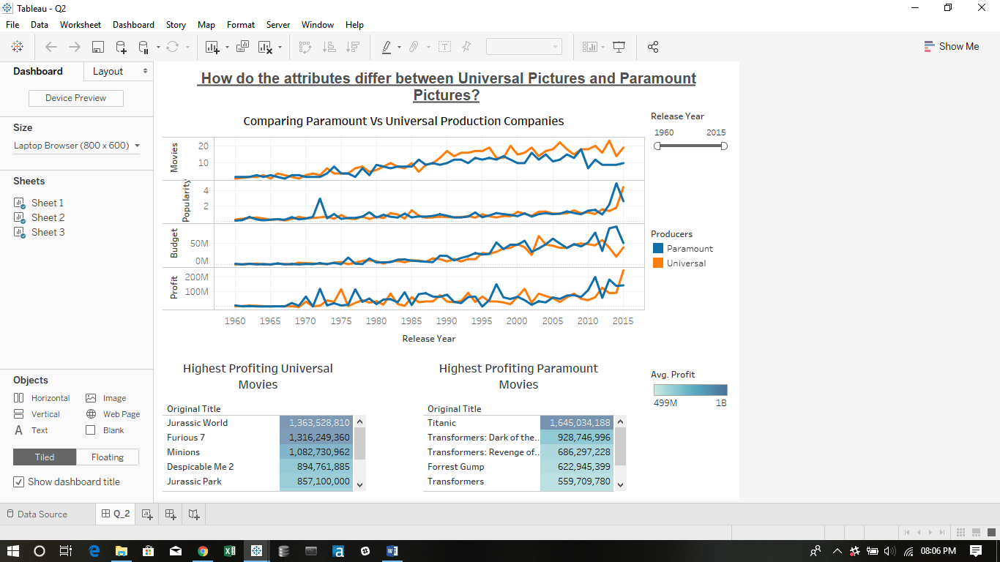 Tableau - Q2
File Data Worksheet Dashboard Story Map Format Server Window Help
Show Me
Dashboard Layout
Device Preview
Size
Laptop Browser (800 x 600)
Sheets
Sheet 1
Sheet 2
Sheet 3
Objects
Horizontal Image
Vertical Web Page
A Text Blank
Tiled Floating
Show dashboard title
How do the attributes differ between Universal Pictures and Paramount
Pictures?
Comparing Paramount Vs Universal Production Companies
Movies
20
10
Popularity
4
2
Budget
50M
0M
Profit
200M
100M
1960 1965 1970 1975 1980 1985 1990 1995 2000 2005 2010 2015
Release Year
Release Year
1960 2015
Producers
Paramount
Universal
Highest Profiting Universal
Movies
Original Title
Jurassic World 1,363,528,810
Furious 7 1,316,249,360
Minions 1,082,730,962
Despicable Me 2 894,761,885
Jurassic Park 857,100,000
Highest Profiting Paramount
Movies
Original Title
Titanic 1,645,034,188
Transformers: Dark of the.. 928,746,996
Transformers: Revenge of.. 686,297,228
Forrest Gump 622,945,399
Transformers 559,709,780
Avg. Profit
499M 1B
Data Source Q_2
08:06 PM